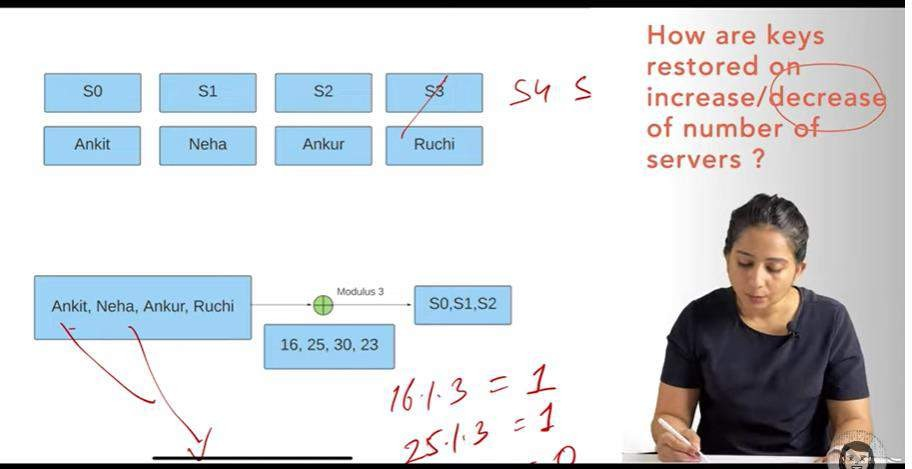 How are keys
restored on
increase/decrease
of number of
servers ?
S0 S1 S2 S3 S4 S
Ankit Neha Ankur Ruchi
Ankit, Neha, Ankur, Ruchi
Modulus 3
S0,S1,S2
16, 25, 30, 23
16%3 = 1
25%3 = 1
= 0